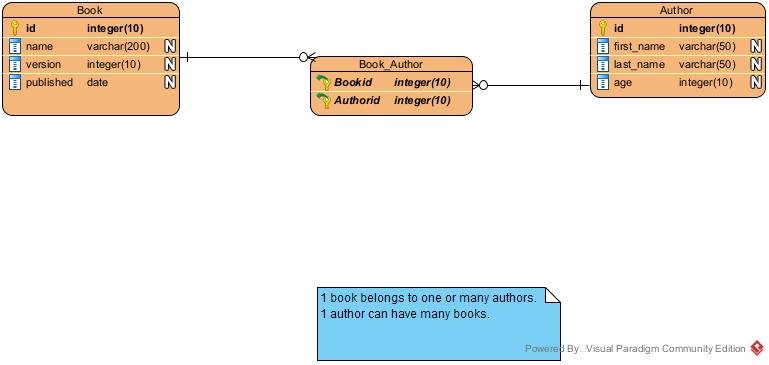 Book
id integer(10)
name varchar(200) N
version integer(10) N
published date N
Book_Author
Bookid integer(10)
Authorid integer(10)
Author
id integer(10)
first_name varchar(50) N
last_name varchar(50) N
age integer(10) N
1 book belongs to one or many authors.
1 author can have many books.
Powered By Visual Paradigm Community Edition